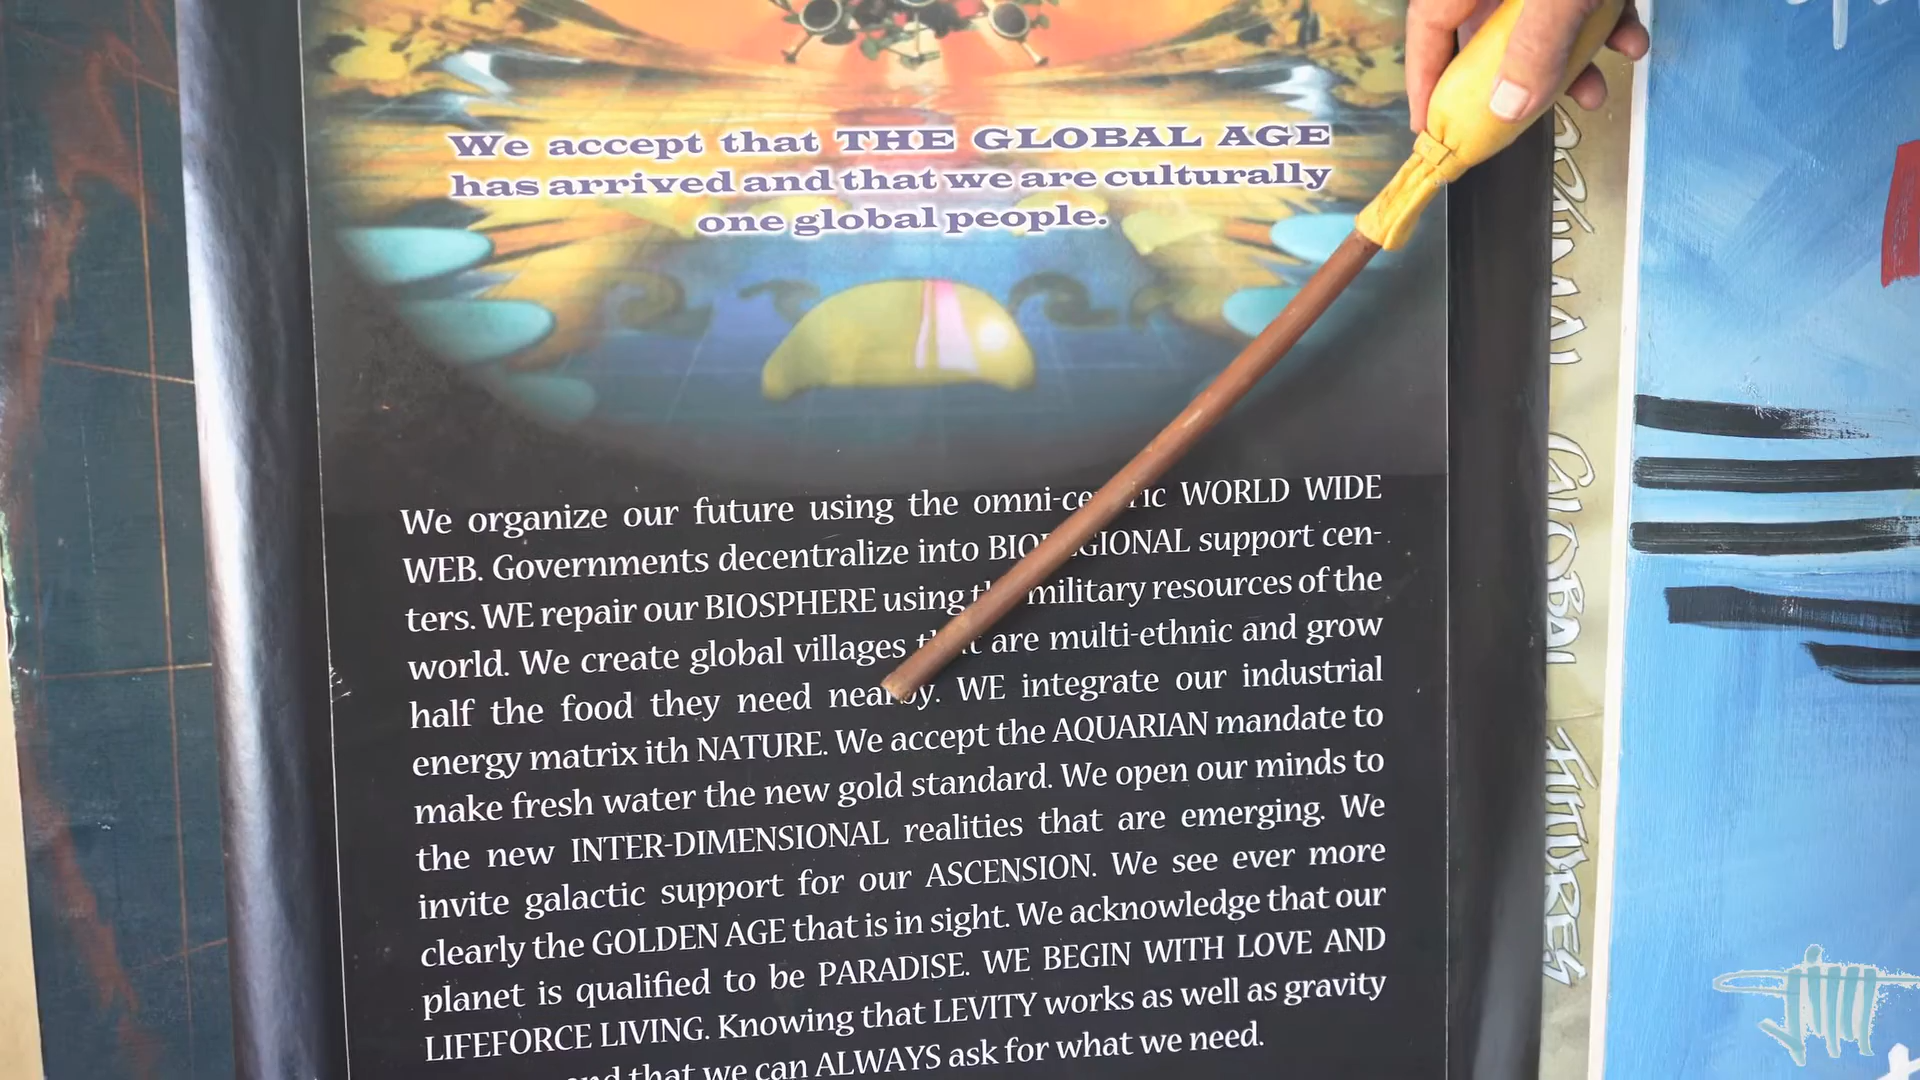 We accept that THE GLOBAL AGE
has arrived and that we are culturally
one global people.
We organize our future using the WORLD WIDE
WEB. Governments decentralize into BIOREGIONAL support cen-
ters. WE repair our BIOSPHERE using the military resources of the
world. We create global villages that are multi-ethnic and grow
half the food they need nearby. WE integrate our industrial
energy matrix ith NATURE. We accept the AQUARIAN mandate to
make fresh water the new gold standard. We open our minds to
the new INTER-DIMENSIONAL realities that are emerging. We
invite galactic support for our ASCENSION. We see ever more
clearly the GOLDEN AGE that is in sight. We acknowledge that our
planet is qualified to be PARADISE. WE BEGIN WITH LOVE AND
LIFEFORCE LIVING. Knowing that LEVITY works as well as gravity
and that we can ALWAYS ask for what we need.
GLOBAL FUTURES